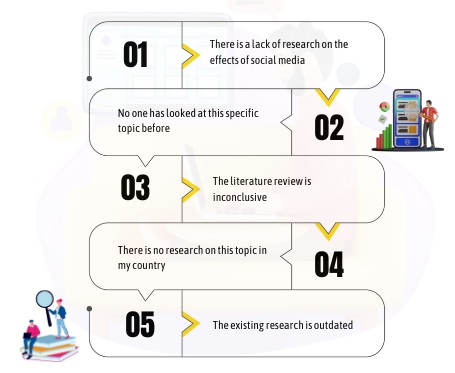 01
There is a lack of research on the
effects of social media
No one has looked at this specific
topic before
02
03
The literature review is
inconclusive
There is no research on this topic in
my country
04
05
The existing research is outdated